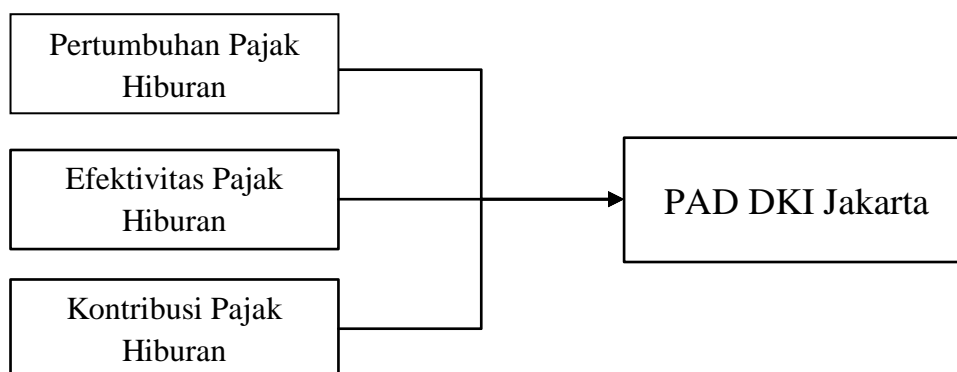 Pertumbuhan Pajak
Hiburan
Efektivitas Pajak
Hiburan
Kontribusi Pajak
Hiburan
PAD DKI Jakarta